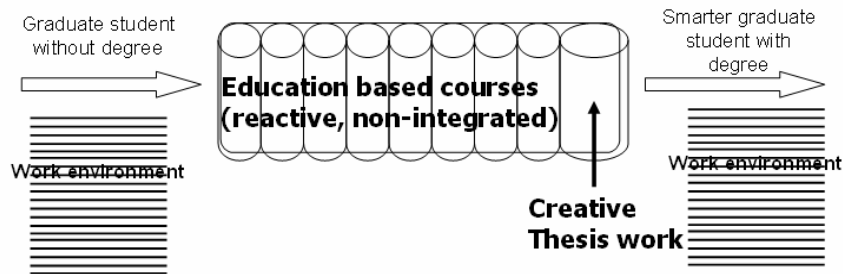 Graduate student
without degree
Smarter graduate
student with
degree
Education based courses
(reactive, non-integrated)
Work environment
Work environment
Creative
Thesis work